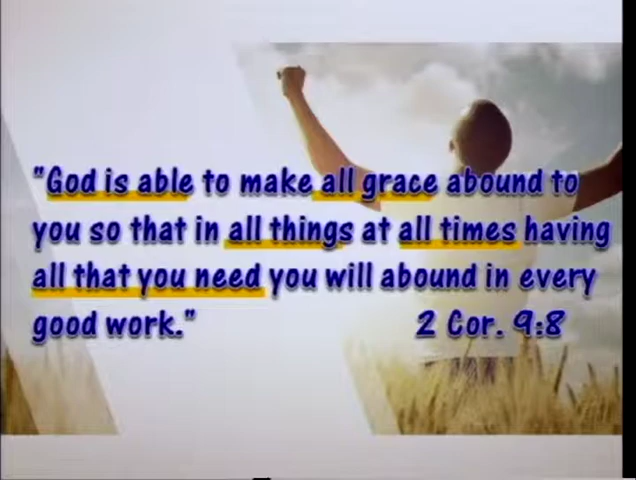 "God is able to make all grace abound to
you so that in all things at all times having
all that you need you will abound in every
good work."
2 Cor. 9:8